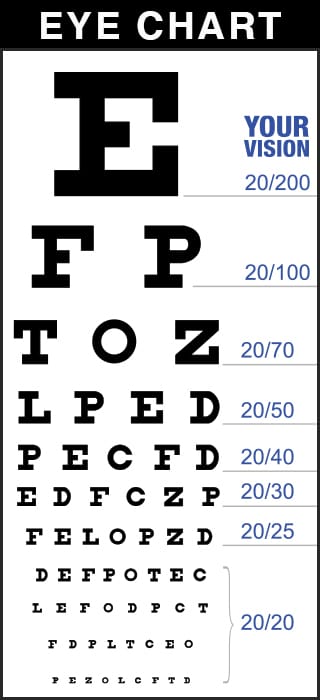 EYE CHART
E
YOUR
VISION
20/200
F P
20/100
T O Z
20/70
L P E D
20/50
P E C F D
20/40
E D F C Z P
20/30
F E L O P Z D
20/25
D E F P O T E C
L E F O D P C T
20/20
F D P L T C E O
P E Z O L C F T D